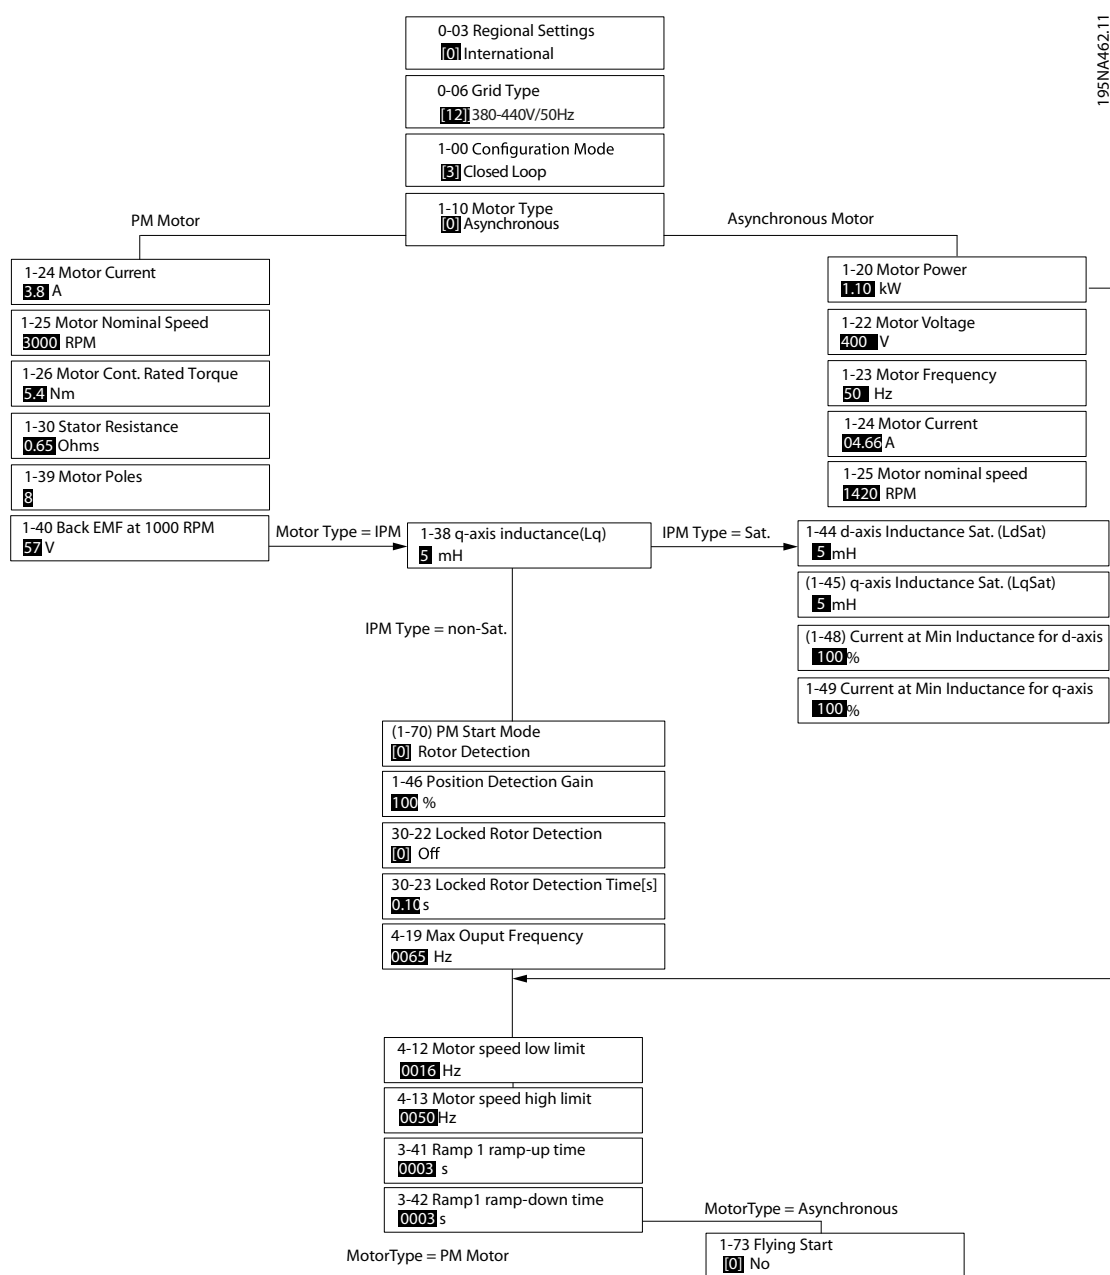 195NA462.11
0-03 Regional Settings
[0] International
0-06 Grid Type
[12] 380-440V/50Hz
1-00 Configuration Mode
[3] Closed Loop
1-10 Motor Type
[0] Asynchronous
PM Motor
Asynchronous Motor
1-24 Motor Current
3.8 A
1-25 Motor Nominal Speed
3000 RPM
1-26 Motor Cont. Rated Torque
5.4 Nm
1-30 Stator Resistance
0.65 Ohms
1-39 Motor Poles
8
1-40 Back EMF at 1000 RPM
57 V
1-20 Motor Power
1.10 kW
1-22 Motor Voltage
400 V
1-23 Motor Frequency
50 Hz
1-24 Motor Current
04.66 A
1-25 Motor nominal speed
1420 RPM
Motor Type = IPM
1-38 q-axis inductance(Lq)
5 mH
IPM Type = Sat.
1-44 d-axis Inductance Sat. (LdSat)
5 mH
(1-45) q-axis Inductance Sat. (LqSat)
5 mH
(1-48) Current at Min Inductance for d-axis
100 %
1-49 Current at Min Inductance for q-axis
100 %
IPM Type = non-Sat.
(1-70) PM Start Mode
[0] Rotor Detection
1-46 Position Detection Gain
100 %
30-22 Locked Rotor Detection
[0] Off
30-23 Locked Rotor Detection Time[s]
0.10 s
4-19 Max Ouput Frequency
0065 Hz
4-12 Motor speed low limit
0016 Hz
4-13 Motor speed high limit
0050 Hz
3-41 Ramp 1 ramp-up time
0003 s
3-42 Ramp1 ramp-down time
0003 s
MotorType = Asynchronous
MotorType = PM Motor
1-73 Flying Start
[0] No